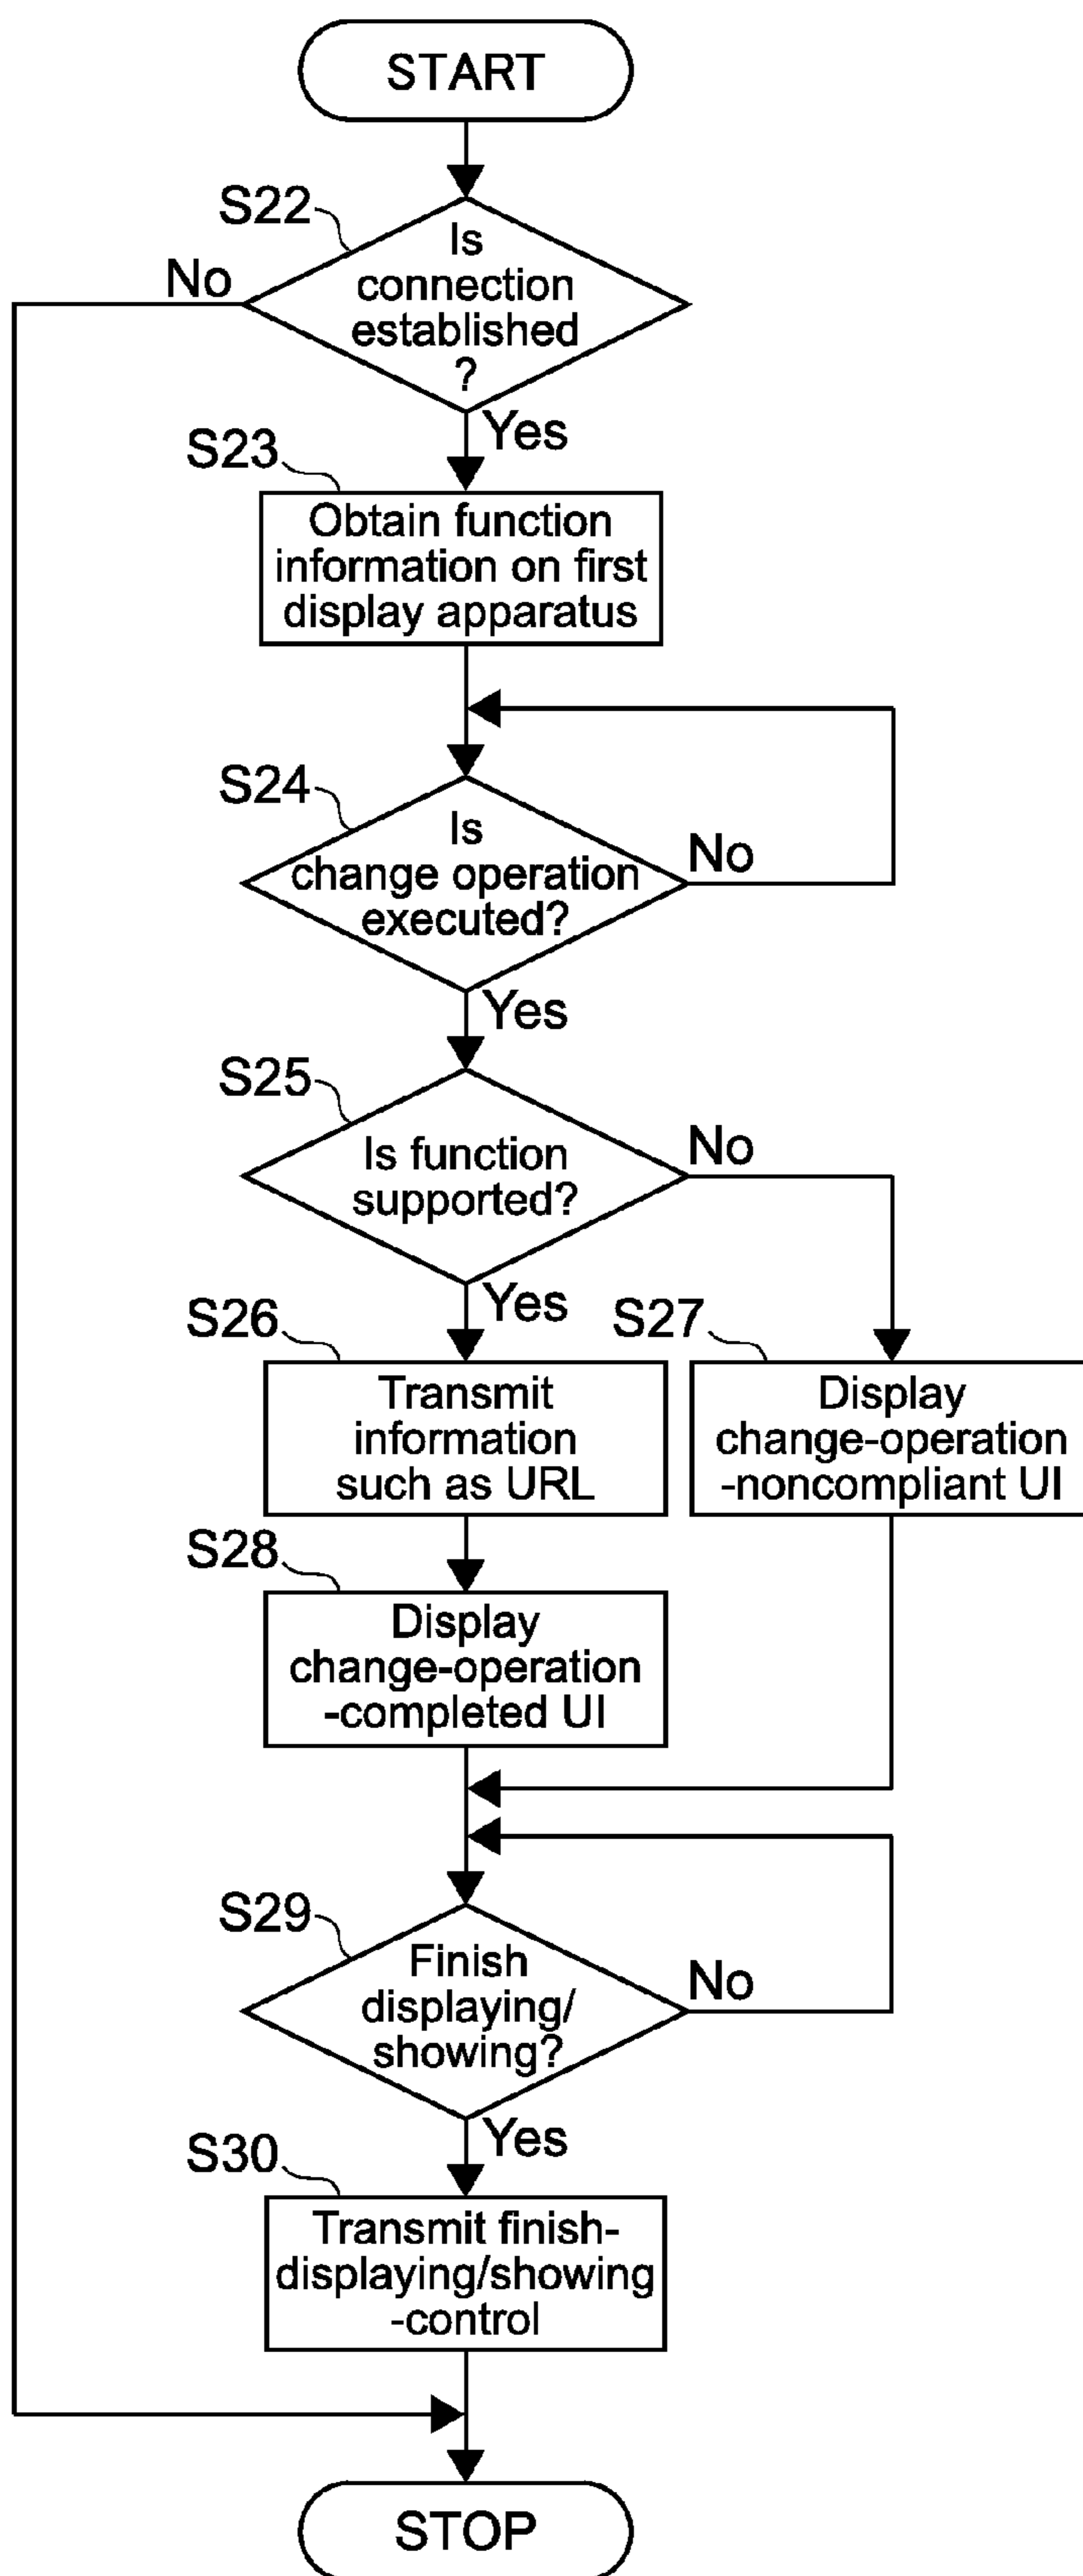 START
S22
Is
connection
established
?
No
Yes
S23
Obtain function
information on first
display apparatus
S24
Is
change operation
executed?
No
Yes
S25
Is function
supported?
No
Yes
S26
Transmit
information
such as URL
S27
Display
change-operation
-noncompliant UI
S28
Display
change-operation
-completed UI
S29
Finish
displaying/
showing?
No
Yes
S30
Transmit finish-
displaying/showing
-control
STOP